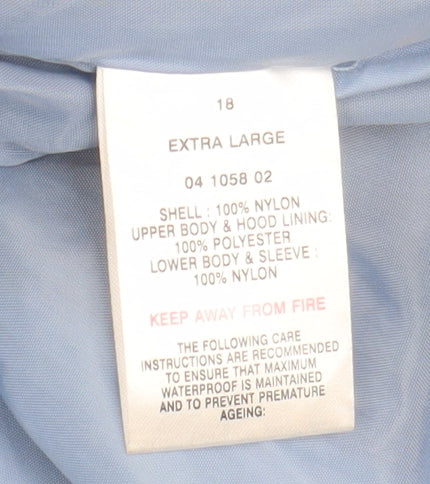 18
EXTRA LARGE
04 1058 02
SHELL : 100% NYLON
UPPER BODY & HOOD LINING:
100% POLYESTER
LOWER BODY & SLEEVE :
100% NYLON
KEEP AWAY FROM FIRE
THE FOLLOWING CARE
INSTRUCTIONS ARE RECOMMENDED
TO ENSURE THAT MAXIMUM
WATERPROOF IS MAINTAINED
AND TO PREVENT PREMATURE
AGEING: